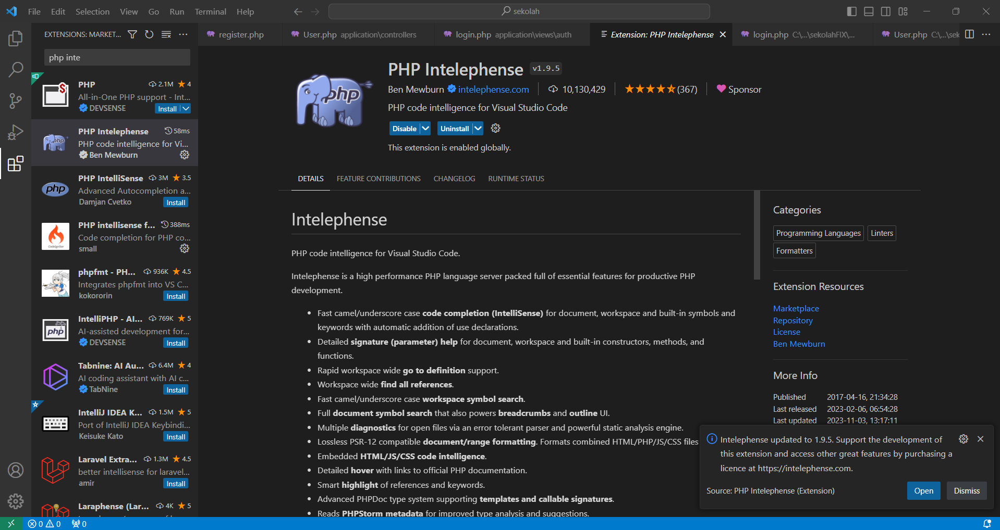 File Edit Selection View Go Run Terminal Help
sekolah
EXTENSIONS: MARKET...
register.php
User.php application\controllers
login.php application\views\auth
Extension: PHP Intelephense
login.php C:\...\sekolahFIX\...
User.php C:\...\sek
php inte
PHP 2.1M 4
All-in-One PHP support - Int...
DEVSENSE Install
PHP Intelephense 58ms
PHP code intelligence for Vi...
Ben Mewburn
PHP IntelliSense 3M 3.5
Advanced Autocompletion a...
Damjan Cvetko Install
PHP intellisense f... 388ms
Code completion for PHP co...
small
phpfmt - PH... 936K 4.5
Integrates phpfmt into VS C...
kokororin Install
IntelliPHP - AI... 769K 5
AI-assisted development for...
DEVSENSE Install
Tabnine: AI Au... 6.4M 4
AI coding assistant with AI c...
TabNine Install
IntelliJ IDEA K... 1.5M 5
Port of IntelliJ IDEA Keybindi...
Keisuke Kato Install
Laravel Extra... 1.3M 4.5
better intellisense for laravel...
amir Install
Laraphense (Lar... 4K 5
php
PHP Intelephense v1.9.5
Ben Mewburn intelephense.com 10,130,429 (367) Sponsor
PHP code intelligence for Visual Studio Code
Disable Uninstall
This extension is enabled globally.
DETAILS FEATURE CONTRIBUTIONS CHANGELOG RUNTIME STATUS
Intelephense
PHP code intelligence for Visual Studio Code.
Intelephense is a high performance PHP language server packed full of essential features for productive PHP
development.
• Fast camel/underscore case code completion (IntelliSense) for document, workspace and built-in symbols and
keywords with automatic addition of use declarations.
• Detailed signature (parameter) help for document, workspace and built-in constructors, methods, and
functions.
• Rapid workspace wide go to definition support.
• Workspace wide find all references.
• Fast camel/underscore case workspace symbol search.
• Full document symbol search that also powers breadcrumbs and outline UI.
• Multiple diagnostics for open files via an error tolerant parser and powerful static analysis engine.
• Lossless PSR-12 compatible document/range formatting. Formats combined HTML/PHP/JS/CSS files
• Embedded HTML/JS/CSS code intelligence.
• Detailed hover with links to official PHP documentation.
• Smart highlight of references and keywords.
• Advanced PHPDoc type system supporting templates and callable signatures.
• Reads PHPStorm metadata for improved type analysis and suggestions.
Categories
Programming Languages Linters
Formatters
Extension Resources
Marketplace
Repository
License
Ben Mewburn
More Info
Published 2017-04-16, 21:34:28
Last released 2023-02-06, 06:54:28
Last updated 2023-11-03, 13:17:11
Intelephense updated to 1.9.5. Support the development of
this extension and access other great features by purchasing a
licence at https://intelephense.com.
Source: PHP Intelephense (Extension) Open Dismiss
0 0 0